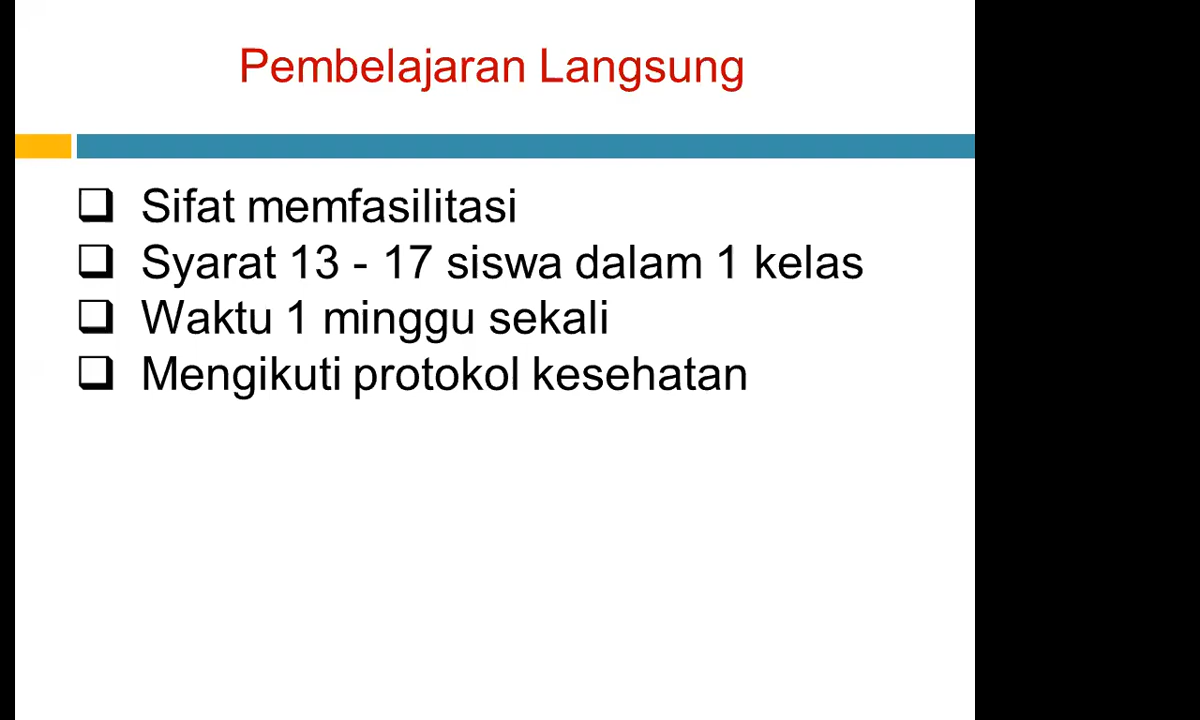 Pembelajaran Langsung
❑ Sifat memfasilitasi
❑ Syarat 13 - 17 siswa dalam 1 kelas
❑ Waktu 1 minggu sekali
❑ Mengikuti protokol kesehatan